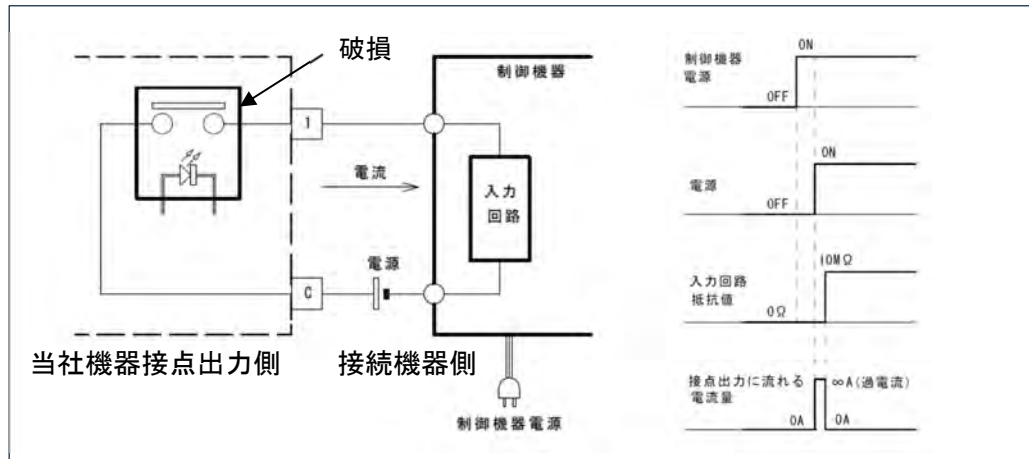 破損
1
C
電流
電源
制御機器
入力
回路
当社機器接点出力側
接続機器側
制御機器電源
制御機器
電源
ON
OFF
電源
ON
OFF
入力回路
抵抗値
10MΩ
0Ω
接点出力に流れる
電流量
∞A(過電流)
0A
0A